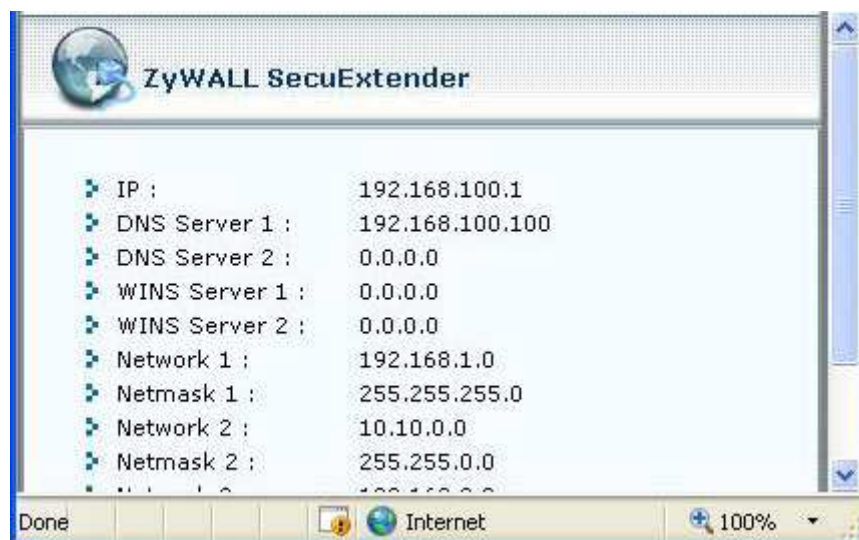 ZyWALL SecuExtender
IP : 192.168.100.1
DNS Server 1 : 192.168.100.100
DNS Server 2 : 0.0.0.0
WINS Server 1 : 0.0.0.0
WINS Server 2 : 0.0.0.0
Network 1 : 192.168.1.0
Netmask 1 : 255.255.255.0
Network 2 : 10.10.0.0
Netmask 2 : 255.255.0.0
Done Internet 100%